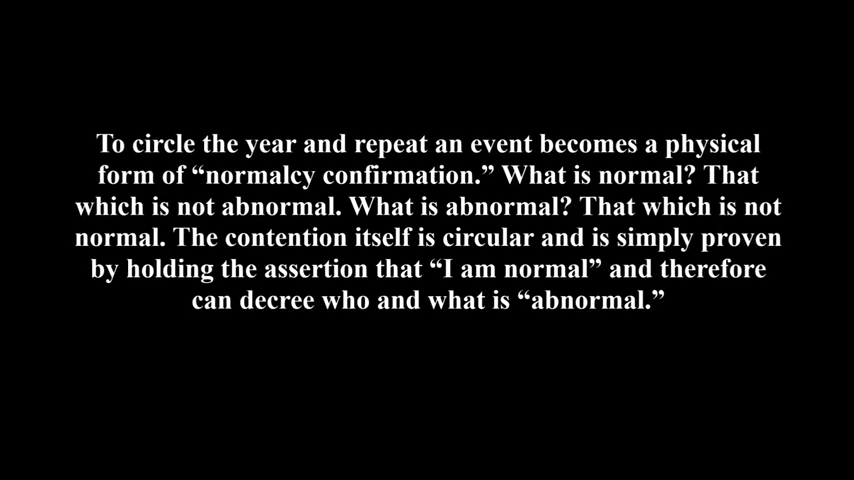 To circle the year and repeat an event becomes a physical
form of “normalcy confirmation.” What is normal? That
which is not abnormal. What is abnormal? That which is not
normal. The contention itself is circular and is simply proven
by holding the assertion that “I am normal” and therefore
can decree who and what is “abnormal.”